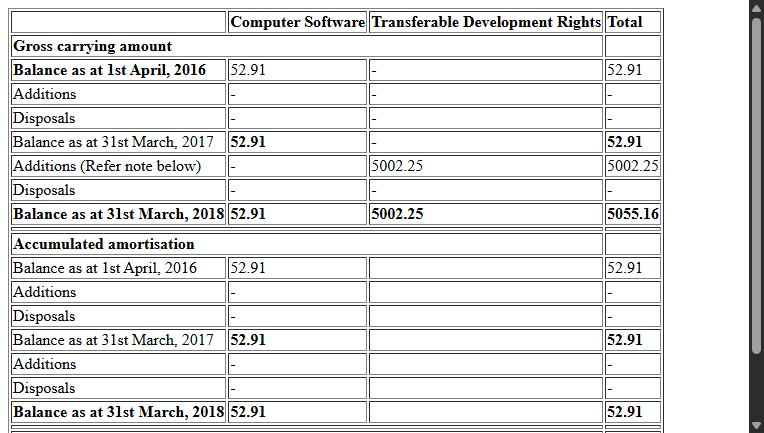 Computer Software Transferable Development Rights Total
Gross carrying amount
Balance as at 1st April, 2016 52.91 - 52.91
Additions - - -
Disposals - - -
Balance as at 31st March, 2017 52.91 - 52.91
Additions (Refer note below) - 5002.25 5002.25
Disposals - - -
Balance as at 31st March, 2018 52.91 5002.25 5055.16
Accumulated amortisation
Balance as at 1st April, 2016 52.91 52.91
Additions - -
Disposals - -
Balance as at 31st March, 2017 52.91 52.91
Additions - -
Disposals - -
Balance as at 31st March, 2018 52.91 52.91